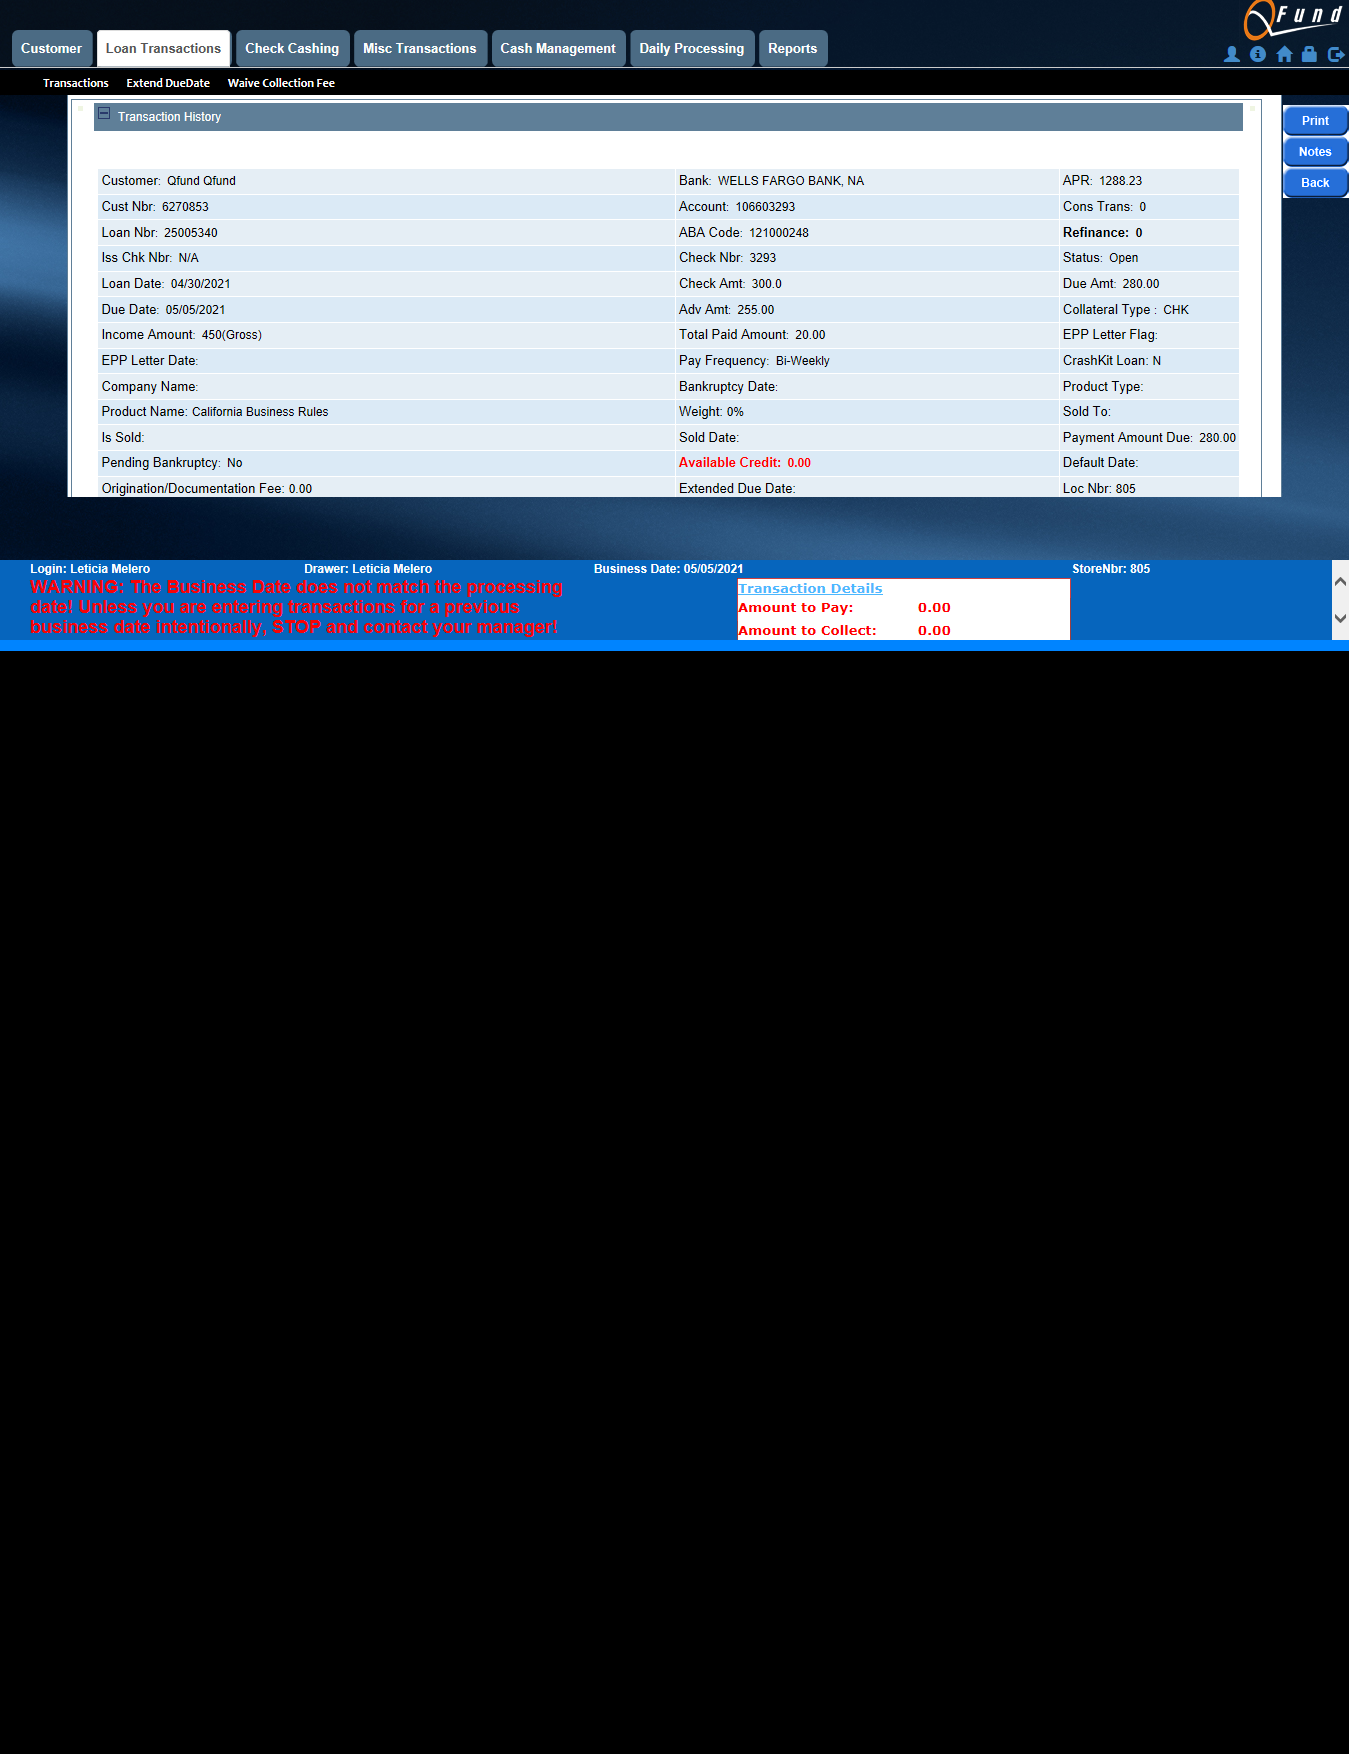 QFund
Customer Loan Transactions Check Cashing Misc Transactions Cash Management Daily Processing Reports
Transactions Extend DueDate Waive Collection Fee
Transaction History
Print
Notes
Back
Customer: Qfund Qfund Bank: WELLS FARGO BANK, NA APR: 1288.23
Cust Nbr: 6270853 Account: 106603293 Cons Trans: 0
Loan Nbr: 25005340 ABA Code: 121000248 Refinance: 0
Iss Chk Nbr: N/A Check Nbr: 3293 Status: Open
Loan Date: 04/30/2021 Check Amt: 300.0 Due Amt: 280.00
Due Date: 05/05/2021 Adv Amt: 255.00 Collateral Type : CHK
Income Amount: 450(Gross) Total Paid Amount: 20.00 EPP Letter Flag:
EPP Letter Date: Pay Frequency: Bi-Weekly CrashKit Loan: N
Company Name: Bankruptcy Date: Product Type:
Product Name: California Business Rules Weight: 0% Sold To:
Is Sold: Sold Date: Payment Amount Due: 280.00
Pending Bankruptcy: No Available Credit: 0.00 Default Date:
Origination/Documentation Fee: 0.00 Extended Due Date: Loc Nbr: 805
Login: Leticia Melero Drawer: Leticia Melero Business Date: 05/05/2021 StoreNbr: 805
WARNING: The Business Date does not match the processing
date! Unless you are entering transactions for a previous
business date intentionally, STOP and contact your manager!
Transaction Details
Amount to Pay: 0.00
Amount to Collect: 0.00